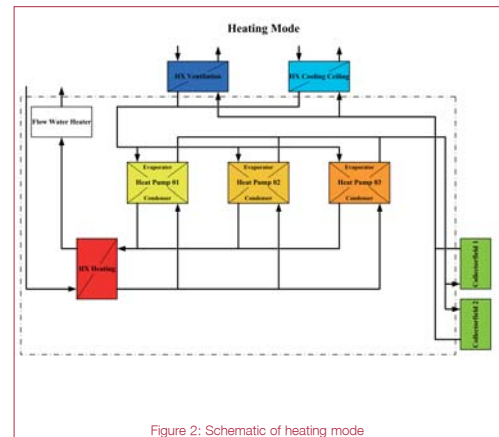 Heating Mode
HX Ventilation
HX Cooling Ceiling
Flow Water Heater
Evaporator
Heat Pump 01
Condenser
Evaporator
Heat Pump 02
Condenser
Evaporator
Heat Pump 03
Condenser
HX Heating
Collectorfield 1
Collectorfield 2
Figure 2: Schematic of heating mode